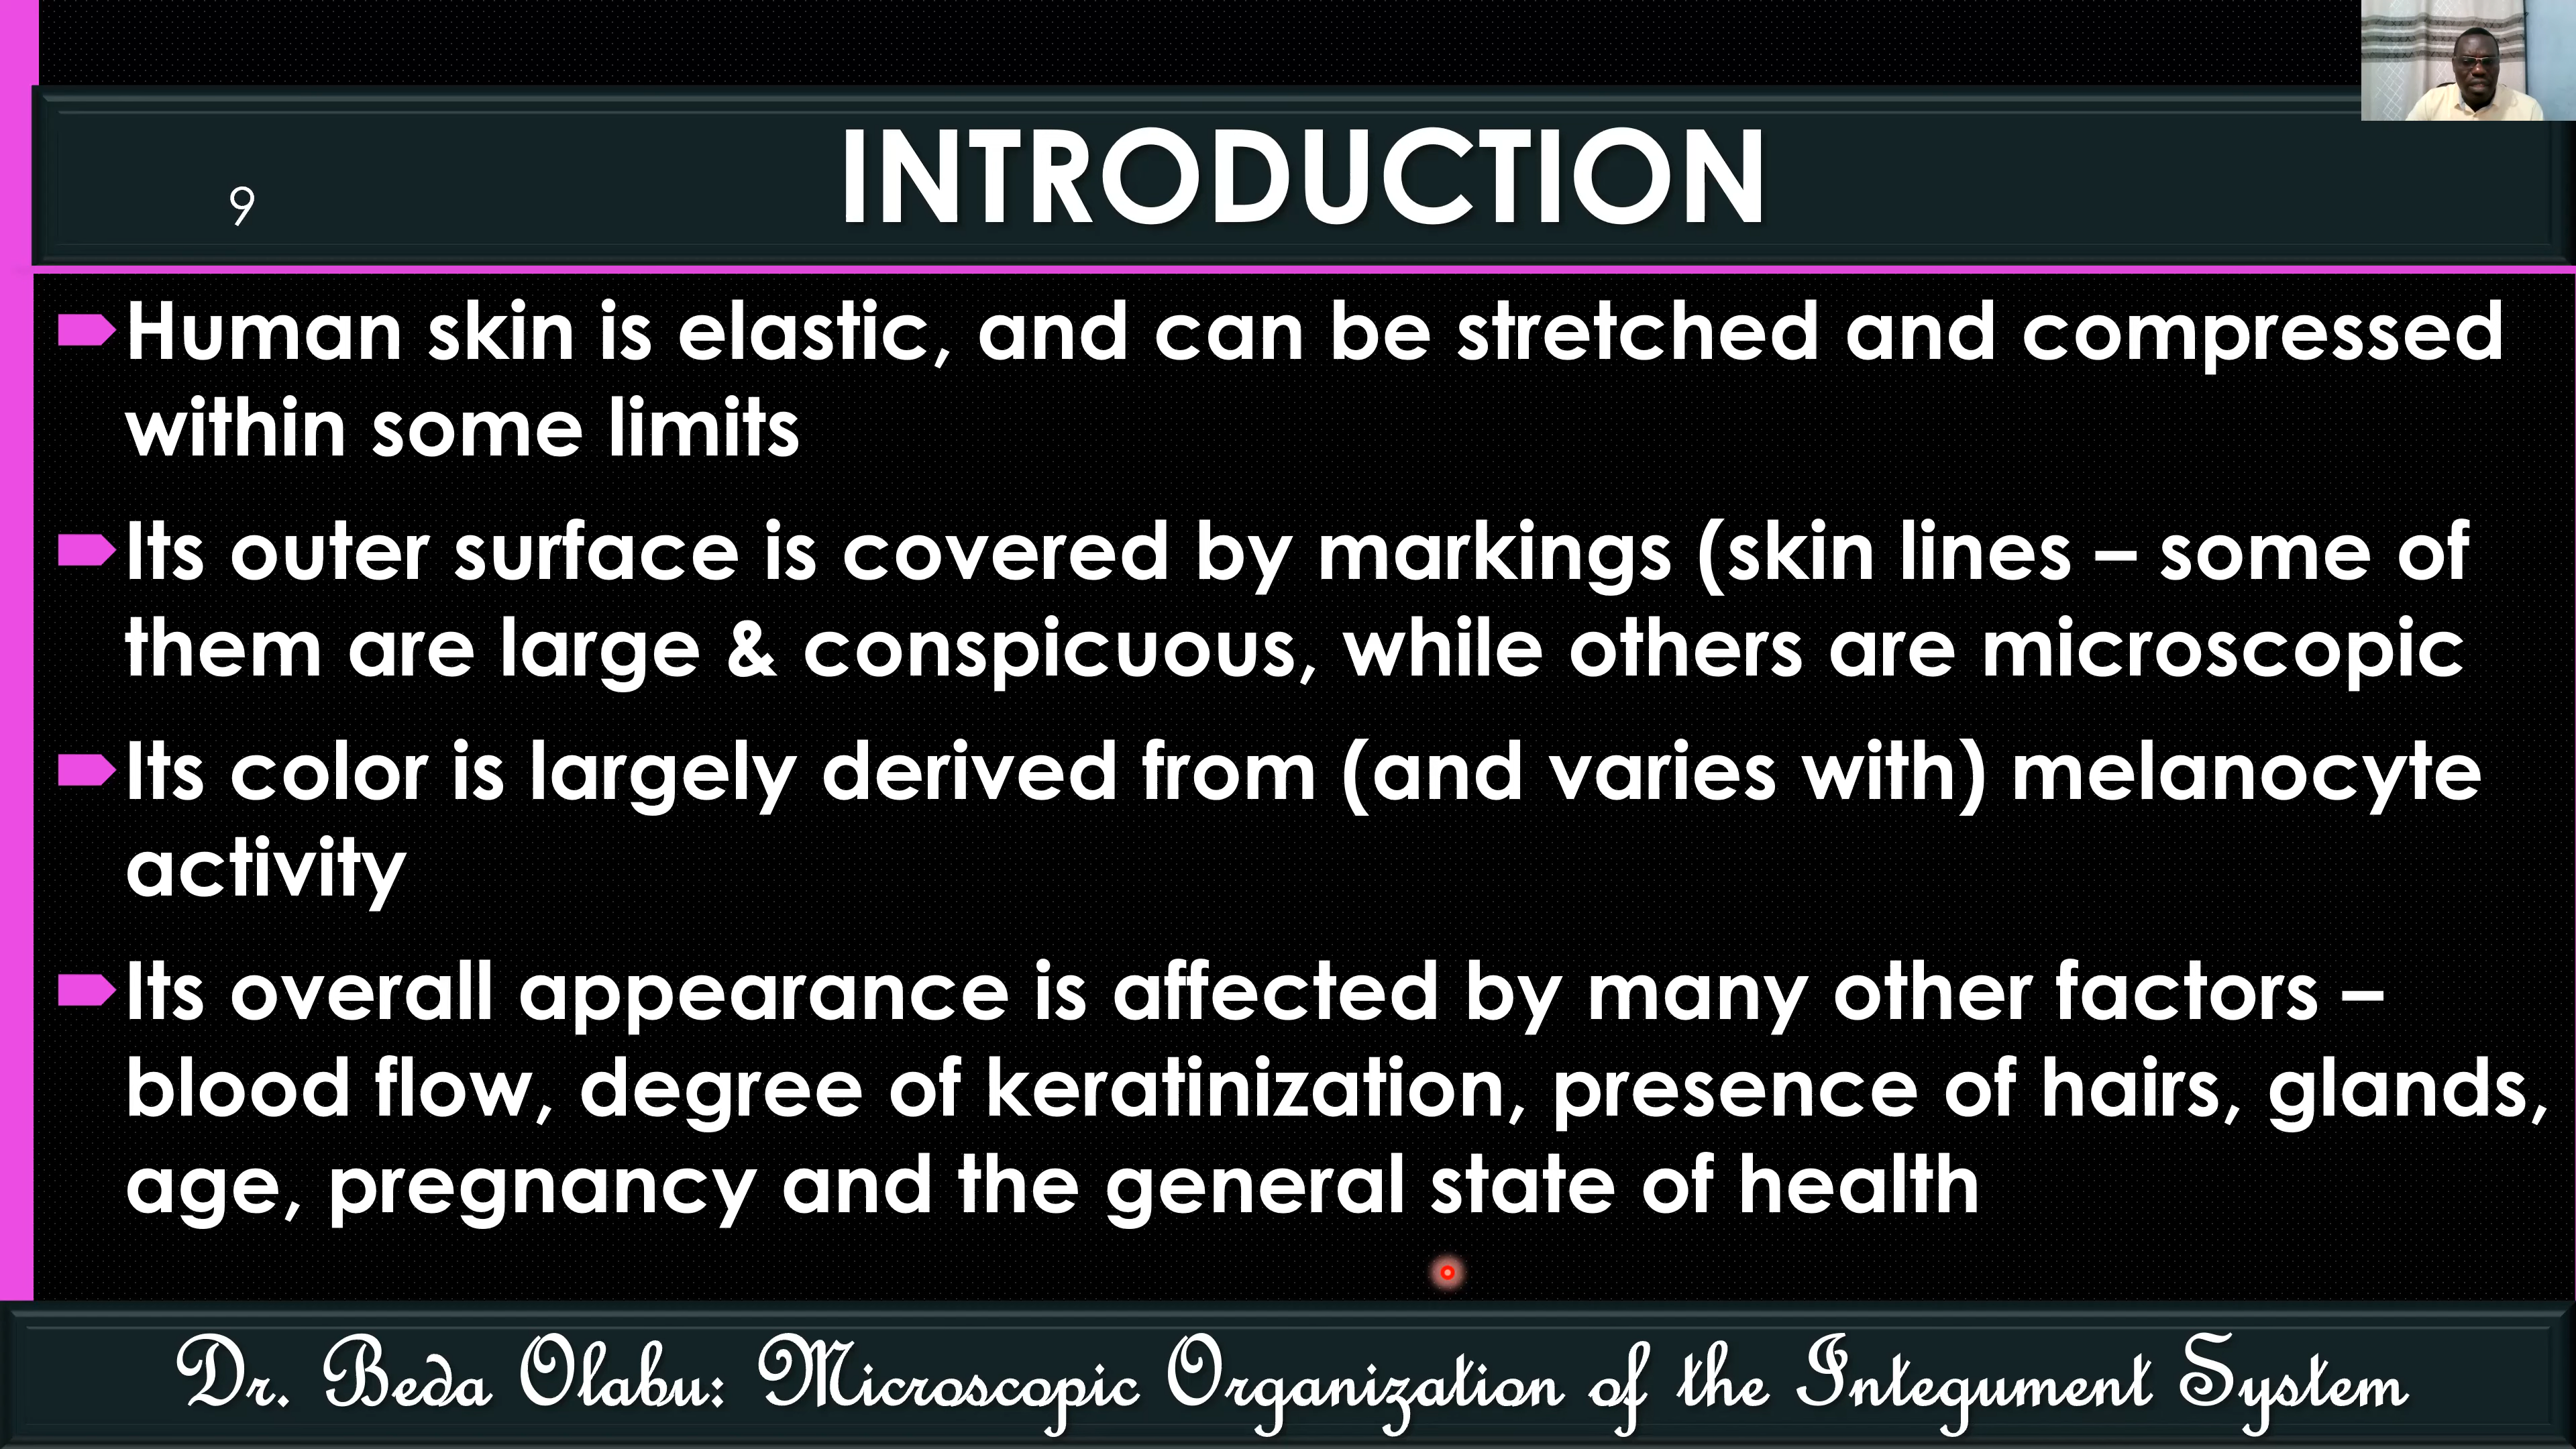 INTRODUCTION
9
Human skin is elastic, and can be stretched and compressed
within some limits
Its outer surface is covered by markings (skin lines – some of
them are large & conspicuous, while others are microscopic
Its color is largely derived from (and varies with) melanocyte
activity
Its overall appearance is affected by many other factors –
blood flow, degree of keratinization, presence of hairs, glands,
age, pregnancy and the general state of health
Dr. Beda Olabu: Microscopic Organization of the Integument System